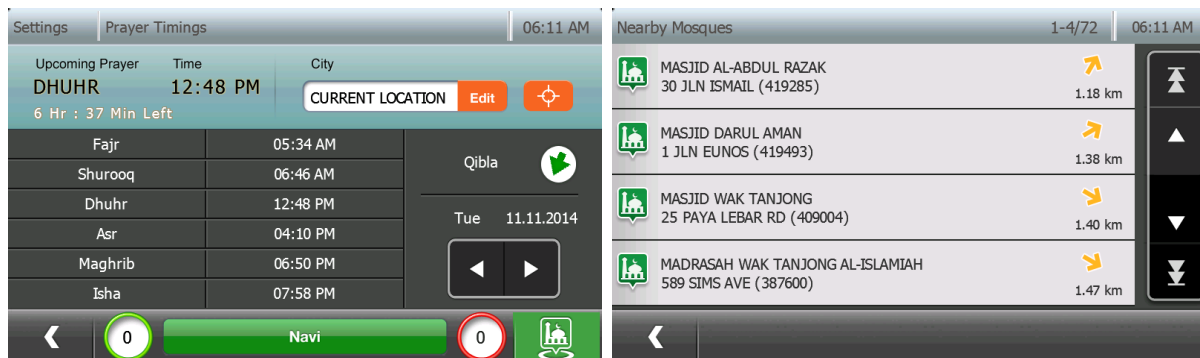 Settings
Prayer Timings
06:11 AM
Upcoming Prayer
Time
City
DHUHR
12:48 PM
CURRENT LOCATION
Edit
6 Hr : 37 Min Left
Fajr
05:34 AM
Shurooq
06:46 AM
Dhuhr
12:48 PM
Asr
04:10 PM
Maghrib
06:50 PM
Isha
07:58 PM
Qibla
Tue
11.11.2014
0
Navi
0
Nearby Mosques
1-4/72
06:11 AM
MASJID AL-ABDUL RAZAK
30 JLN ISMAIL (419285)
1.18 km
MASJID DARUL AMAN
1 JLN EUNOS (419493)
1.38 km
MASJID WAK TANJONG
25 PAYA LEBAR RD (409004)
1.40 km
MADRASAH WAK TANJONG AL-ISLAMIAH
589 SIMS AVE (387600)
1.47 km